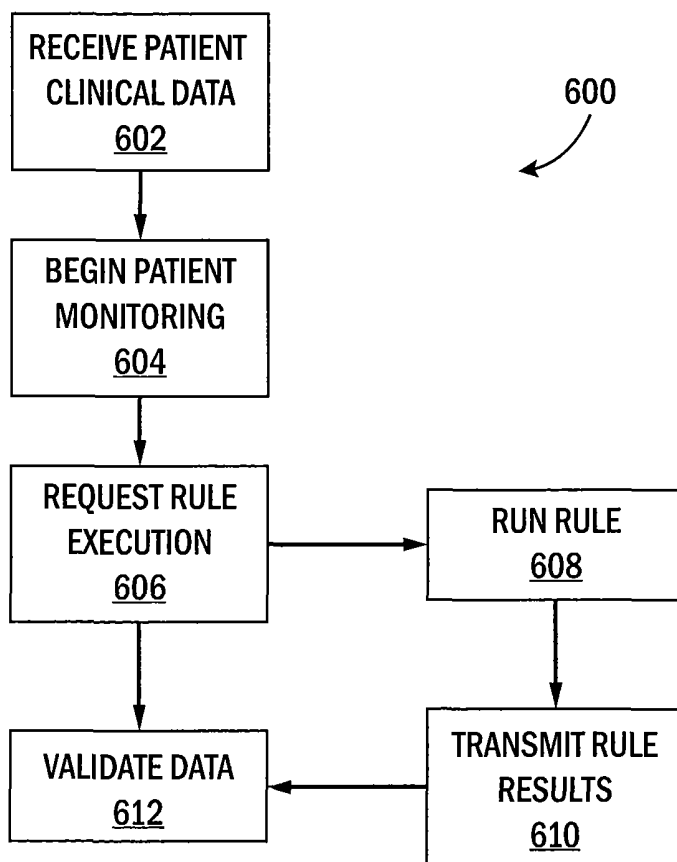 RECEIVE PATIENT
CLINICAL DATA
602
600
BEGIN PATIENT
MONITORING
604
REQUEST RULE
EXECUTION
606
RUN RULE
608
VALIDATE DATA
612
TRANSMIT RULE
RESULTS
610